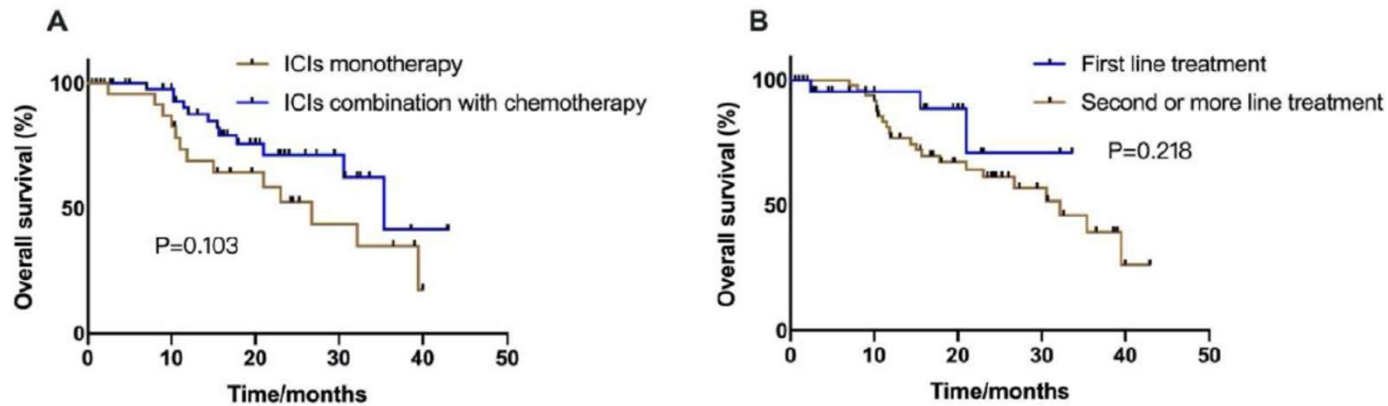 A
ICIs monotherapy
ICIs combination with chemotherapy
100
50
0
P=0.103
Overall survival (%)
0 10 20 30 40 50
Time/months
B
First line treatment
Second or more line treatment
100
50
0
P=0.218
Overall survival (%)
0 10 20 30 40 50
Time/months